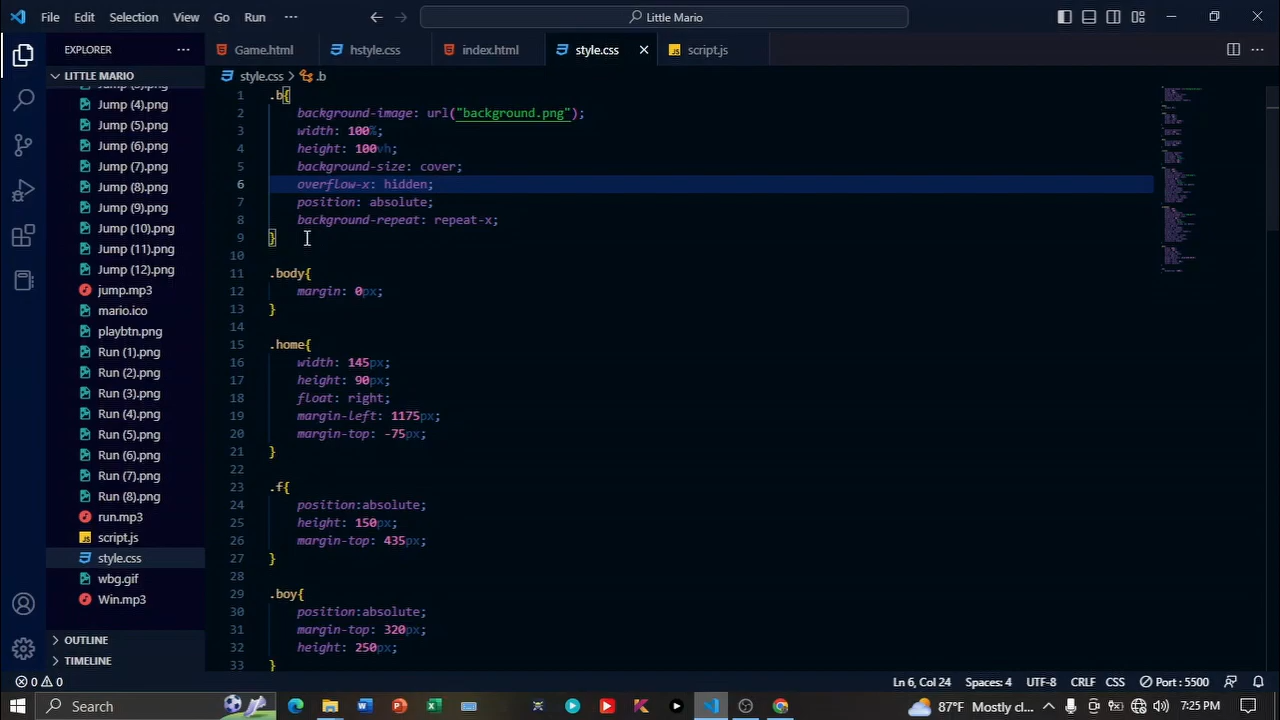 File Edit Selection View Go Run ··· Little Mario
EXPLORER ···
LITTLE MARIO
Jump (3).png
Jump (4).png
Jump (5).png
Jump (6).png
Jump (7).png
Jump (8).png
Jump (9).png
Jump (10).png
Jump (11).png
Jump (12).png
jump.mp3
mario.ico
playbtn.png
Run (1).png
Run (2).png
Run (3).png
Run (4).png
Run (5).png
Run (6).png
Run (7).png
Run (8).png
run.mp3
script.js
style.css
wbg.gif
Win.mp3
OUTLINE
TIMELINE
Game.html hstyle.css index.html style.css script.js
style.css > .b
1 .b{
2 background-image: url("background.png");
3 width: 100%;
4 height: 100vh;
5 background-size: cover;
6 overflow-x: hidden;
7 position: absolute;
8 background-repeat: repeat-x;
9 }
10
11 .body{
12 margin: 0px;
13 }
14
15 .home{
16 width: 145px;
17 height: 90px;
18 float: right;
19 margin-left: 1175px;
20 margin-top: -75px;
21 }
22
23 .f{
24 position:absolute;
25 height: 150px;
26 margin-top: 435px;
27 }
28
29 .boy{
30 position:absolute;
31 margin-top: 320px;
32 height: 250px;
33 }
0 0 Ln 6, Col 24 Spaces: 4 UTF-8 CRLF CSS Port : 5500
Search 87°F Mostly cl... 7:25 PM